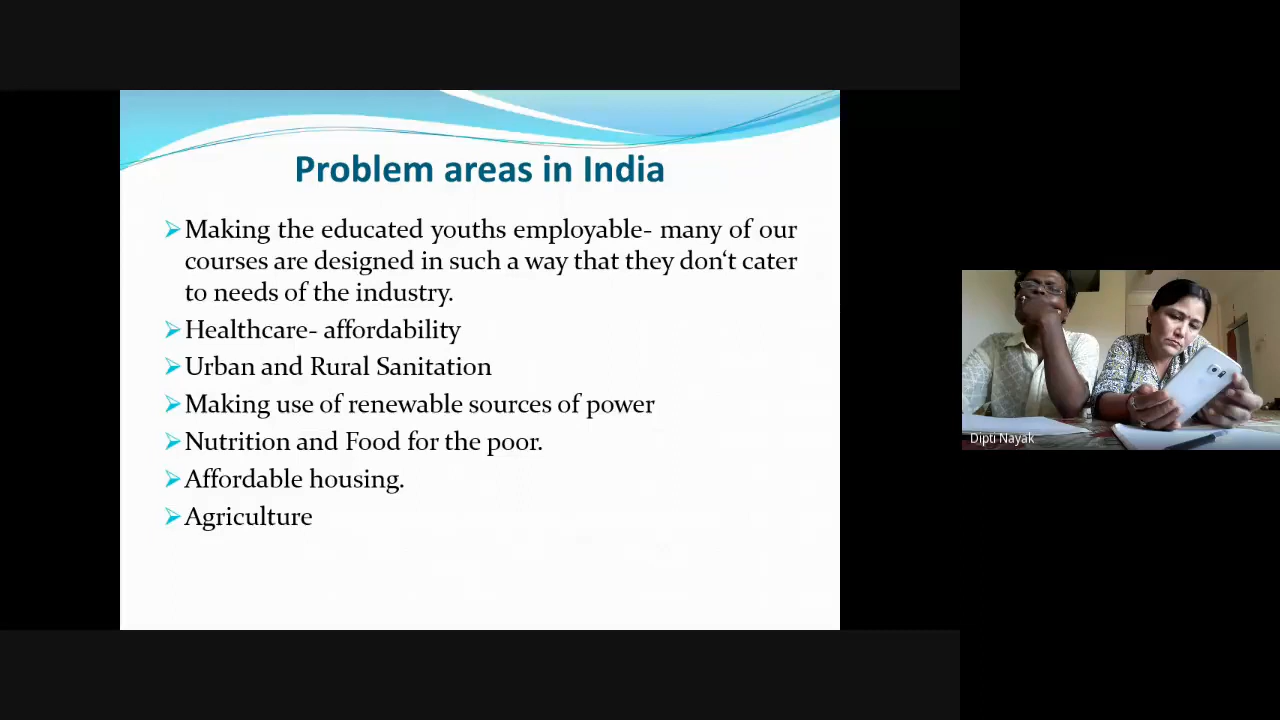 Problem areas in India
➢Making the educated youths employable- many of our
courses are designed in such a way that they don‘t cater
to needs of the industry.
➢Healthcare- affordability
➢Urban and Rural Sanitation
➢Making use of renewable sources of power
➢Nutrition and Food for the poor.
➢Affordable housing.
➢Agriculture
Dipti Nayak